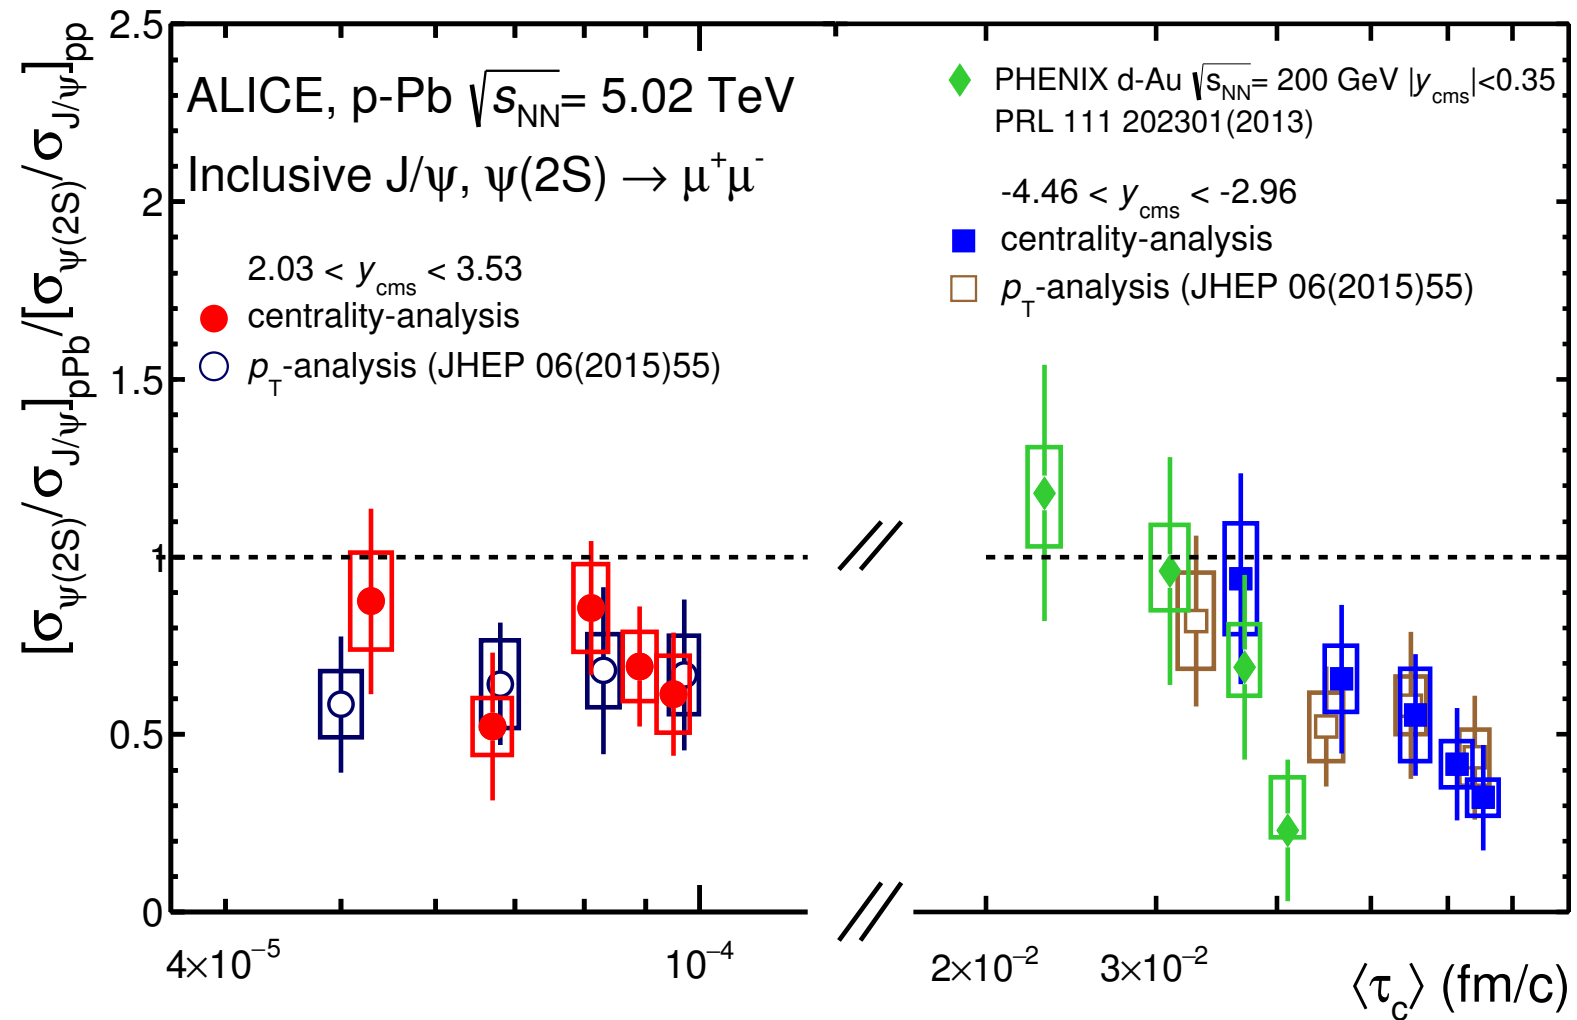 [σψ(2S)/σJ/ψ]pPb/[σψ(2S)/σJ/ψ]pp
2.5
2
1.5
1
0.5
0
ALICE, p-Pb √sNN= 5.02 TeV
Inclusive J/ψ, ψ(2S) → μ⁺μ⁻
2.03 < ycms < 3.53
centrality-analysis
pT-analysis (JHEP 06(2015)55)
PHENIX d-Au √sNN= 200 GeV |ycms|<0.35
PRL 111 202301(2013)
-4.46 < ycms < -2.96
centrality-analysis
pT-analysis (JHEP 06(2015)55)
4×10⁻⁵ 10⁻⁴ 2×10⁻² 3×10⁻²
⟨τc⟩ (fm/c)